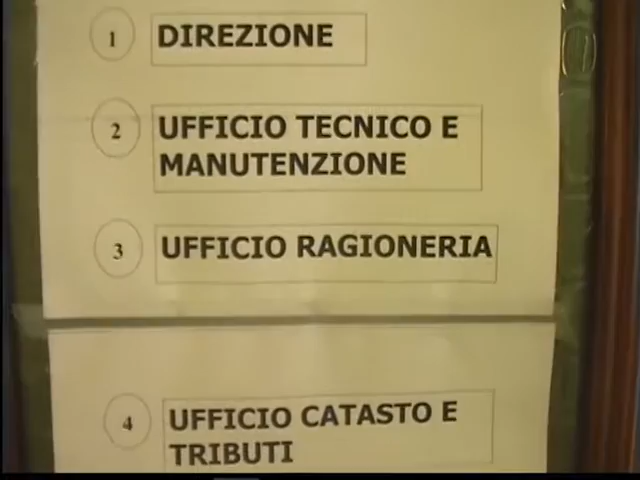 1 DIREZIONE
2 UFFICIO TECNICO E
MANUTENZIONE
3 UFFICIO RAGIONERIA
4 UFFICIO CATASTO E
TRIBUTI